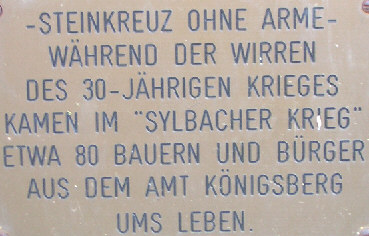 -STEINKREUZ OHNE ARME-
WÄHREND DER WIRREN
DES 30-JÄHRIGEN KRIEGES
KAMEN IM "SYLBACHER KRIEG"
ETWA 80 BAUERN UND BÜRGER
AUS DEM AMT KÖNIGSBERG
UMS LEBEN.